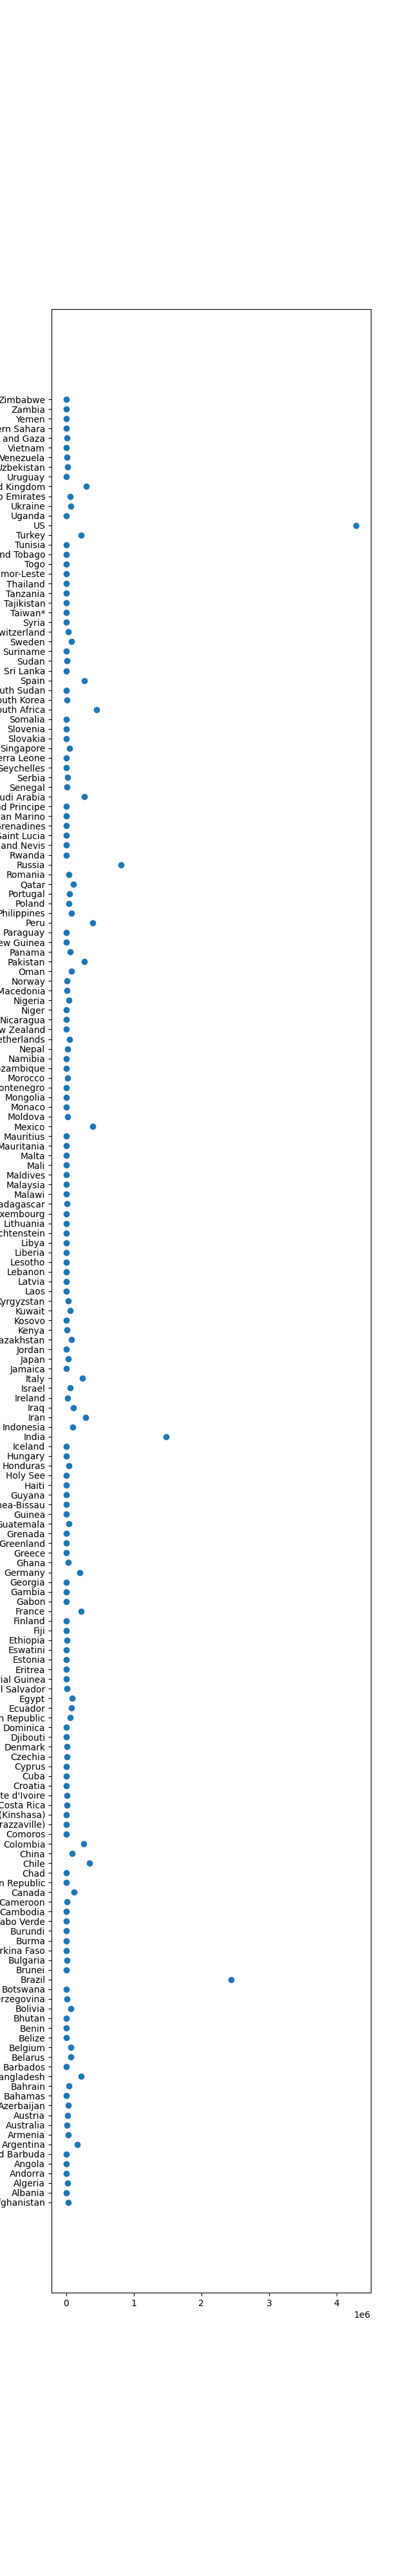 Zimbabwe
Zambia
Yemen
ern Sahara
and Gaza
Vietnam
Venezuela
Uzbekistan
Uruguay
d Kingdom
b Emirates
Ukraine
Uganda
US
Turkey
Tunisia
nd Tobago
Togo
mor-Leste
Thailand
Tanzania
Tajikistan
Taiwan*
Syria
witzerland
Sweden
Suriname
Sudan
Sri Lanka
Spain
uth Sudan
outh Korea
outh Africa
Somalia
Slovenia
Slovakia
Singapore
erra Leone
Seychelles
Serbia
Senegal
udi Arabia
nd Principe
an Marino
Grenadines
Saint Lucia
and Nevis
Rwanda
Russia
Romania
Qatar
Portugal
Poland
Philippines
Peru
Paraguay
ew Guinea
Panama
Pakistan
Oman
Norway
Macedonia
Nigeria
Niger
Nicaragua
w Zealand
etherlands
Nepal
Namibia
ozambique
Morocco
ontenegro
Mongolia
Monaco
Moldova
Mexico
Mauritius
Mauritania
Malta
Mali
Maldives
Malaysia
Malawi
adagascar
uxembourg
Lithuania
chtenstein
Libya
Liberia
Lesotho
Lebanon
Latvia
Laos
Kyrgyzstan
Kuwait
Kosovo
Kenya
azakhstan
Jordan
Japan
Jamaica
Italy
Israel
Ireland
Iraq
Iran
Indonesia
India
Iceland
Hungary
Honduras
Holy See
Haiti
Guyana
nea-Bissau
Guinea
Guatemala
Grenada
Greenland
Greece
Ghana
Germany
Georgia
Gambia
Gabon
France
Finland
Fiji
Ethiopia
Eswatini
Estonia
Eritrea
rial Guinea
l Salvador
Egypt
Ecuador
n Republic
Dominica
Djibouti
Denmark
Czechia
Cyprus
Cuba
Croatia
te d'Ivoire
Costa Rica
(Kinshasa)
razzaville)
Comoros
Colombia
China
Chile
Chad
n Republic
Canada
Cameroon
Cambodia
abo Verde
Burundi
Burma
rkina Faso
Bulgaria
Brunei
Brazil
Botswana
erzegovina
Bolivia
Bhutan
Benin
Belize
Belgium
Belarus
Barbados
angladesh
Bahrain
Bahamas
Azerbaijan
Austria
Australia
Armenia
Argentina
d Barbuda
Angola
Andorra
Algeria
Albania
fghanistan
0 1 2 3 4
1e6